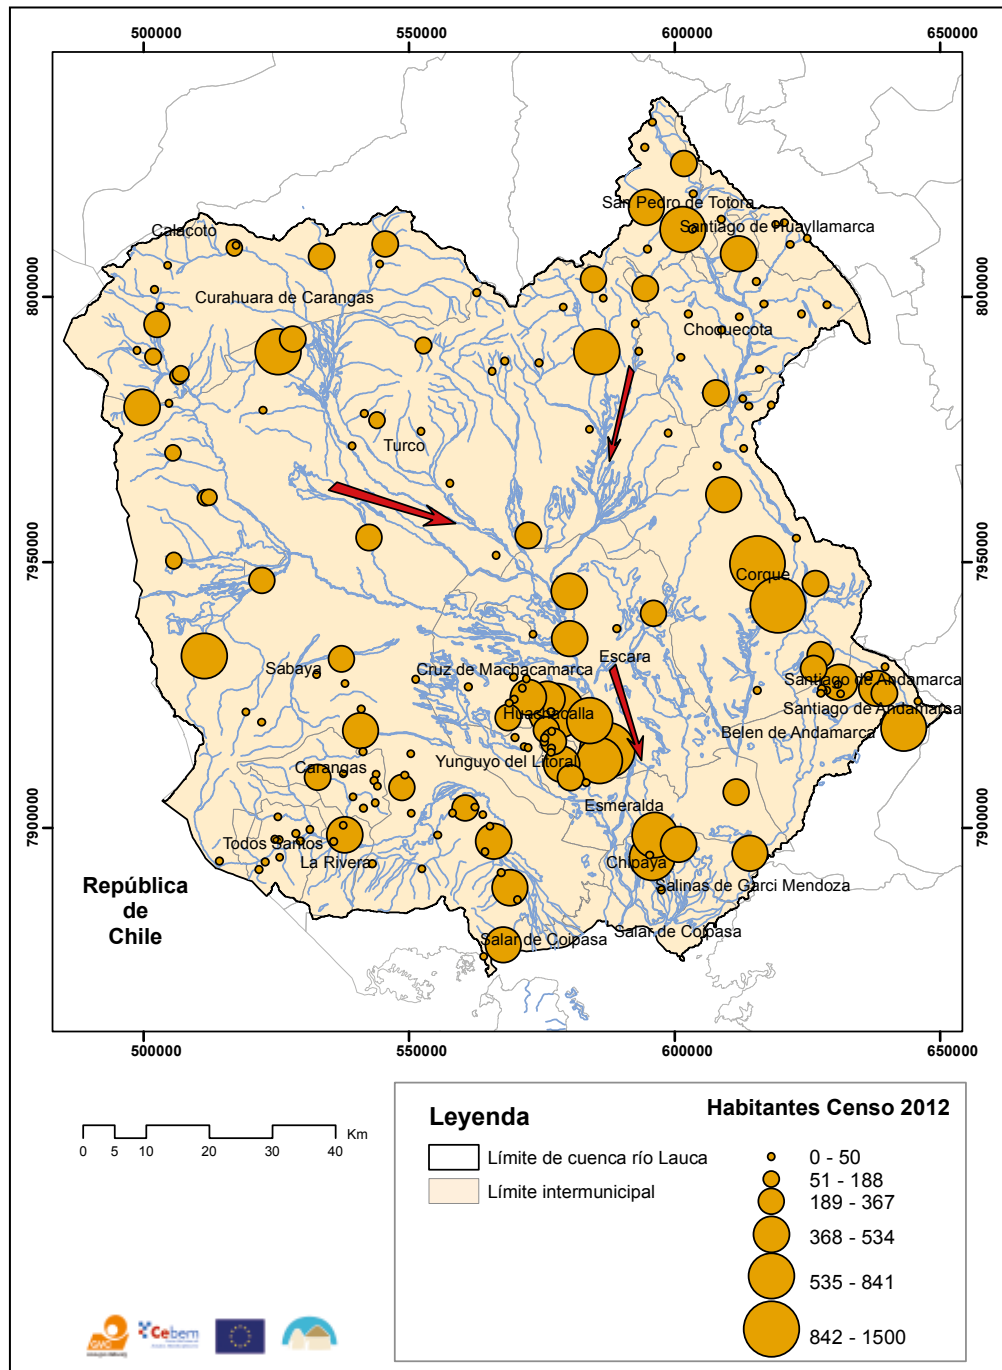 500000
550000
600000
650000
8000000
8000000
7950000
7950000
7900000
7900000
San Pedro de Totora
Santiago de Huayllamarca
Calacoto
Curahuara de Carangas
Choquecota
Turco
Corque
Sabaya
Cruz de Machacamarca
Escara
Santiago de Andamarca
Santiago de Andamarca
Huachacalla
Belen de Andamarca
Yunguyo del Litoral
Carangas
Esmeralda
Todos Santos
La Rivera
Chipaya
Salinas de Garci Mendoza
República
de
Chile
Salar de Coipasa
Salar de Coipasa
500000
550000
600000
650000
Km
0 5 10 20 30 40
Leyenda
Límite de cuenca río Lauca
Límite intermunicipal
Habitantes Censo 2012
0 - 50
51 - 188
189 - 367
368 - 534
535 - 841
842 - 1500
Cebem